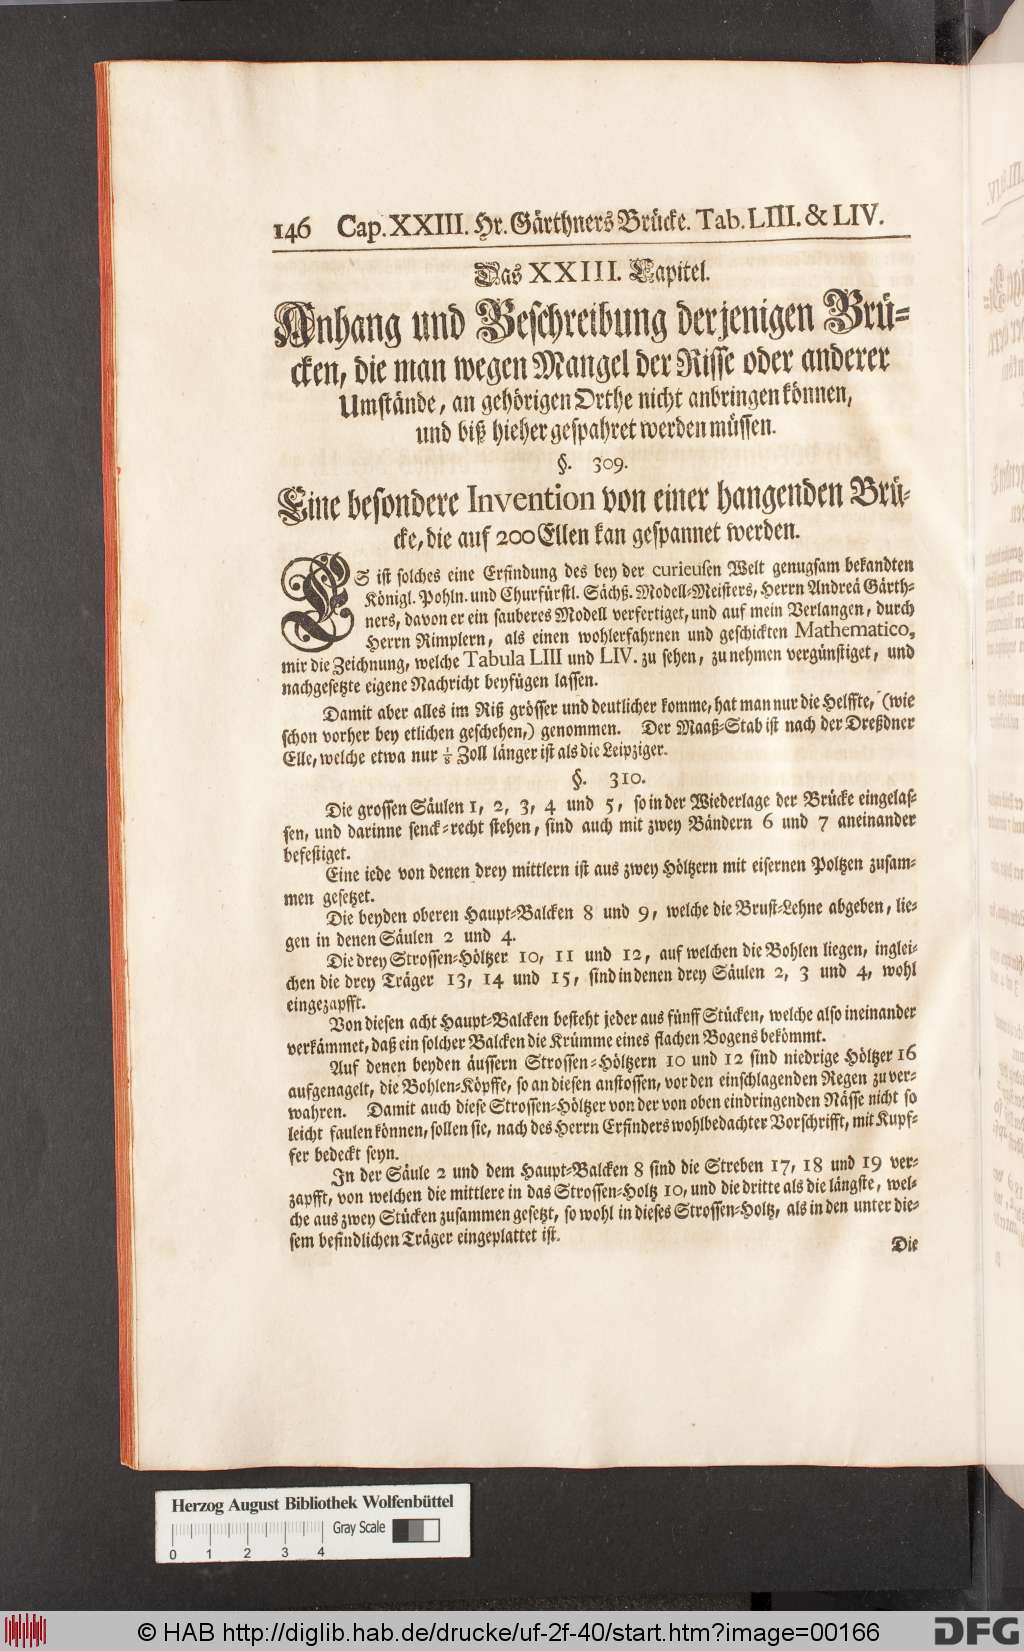 146 Cap. XXIII. Hr. Gärthners Brücke. Tab. LIII. & LIV.
Das XXIII. Capitel.
Anhang und Beschreibung derjenigen Brü-
cken, die man wegen Mangel der Risse oder anderer
Umstände, an gehörigen Orthe nicht anbringen können,
und biß hieher gespahret werden müssen.
§. 309.
Eine besondere Invention von einer hangenden Brü-
cke, die auf 200 Ellen kan gespannet werden.
ES ist solches eine Erfindung des bey der curieusen Welt genugsam bekandten
Königl. Pohln. und Churfürstl. Sächß. Modell-Meisters, Herrn Andreä Gärth-
ners, davon er ein sauberes Modell verfertiget, und auf mein Verlangen, durch
Herrn Rimplern, als einen wohlerfahrnen und geschickten Mathematico,
mir die Zeichnung, welche Tabula LIII und LIV. zu sehen, zu nehmen vergünstiget, und
nachgesetzte eigene Nachricht beyfügen lassen.
Damit aber alles im Riß grösser und deutlicher komme, hat man nur die Helffte, (wie
schon vorher bey etlichen geschehen,) genommen. Der Maaß-Stab ist nach der Dreßdner
Elle, welche etwa nur 1/8 Zoll länger ist als die Leipziger.
§. 310.
Die grossen Säulen 1, 2, 3, 4 und 5, so in der Wiederlage der Brücke eingelas-
sen, und darinne senck-recht stehen, sind auch mit zwey Bändern 6 und 7 aneinander
befestiget.
Eine iede von denen drey mittlern ist aus zwey Höltzern mit eisernen Poltzen zusam-
men gesetzet.
Die beyden oberen Haupt-Balcken 8 und 9, welche die Brust-Lehne abgeben, lie-
gen in denen Säulen 2 und 4.
Die drey Strossen-Höltzer 10, 11 und 12, auf welchen die Bohlen liegen, inglei-
chen die drey Träger 13, 14 und 15, sind in denen drey Säulen 2, 3 und 4, wohl
eingezapfft.
Von diesen acht Haupt-Balcken besteht jeder aus fünff Stücken, welche also ineinander
verkämmet, daß ein solcher Balcken die Krümme eines flachen Bogens bekömmt.
Auf denen beyden äussern Strossen-Höltzern 10 und 12 sind niedrige Höltzer 16
aufgenagelt, die Bohlen-Köpffe, so an diesen anstossen, vor den einschlagenden Regen zu ver-
wahren. Damit auch diese Strossen-Höltzer von der von oben eindringenden Nässe nicht so
leicht faulen können, sollen sie, nach des Herrn Erfinders wohlbedachter Vorschrifft, mit Kupf-
fer bedeckt seyn.
In der Säule 2 und dem Haupt-Balcken 8 sind die Streben 17, 18 und 19 ver-
zapfft, von welchen die mittlere in das Strossen-Holtz 10, und die dritte als die längste, wel-
che aus zwey Stücken zusammen gesetzt, so wohl in dieses Strossen-Holtz, als in den unter die-
sem befindlichen Träger eingeplattet ist.
Die
Herzog August Bibliothek Wolfenbüttel
Gray Scale
0 1 2 3 4
© HAB http://diglib.hab.de/drucke/uf-2f-40/start.htm?image=00166
DFG